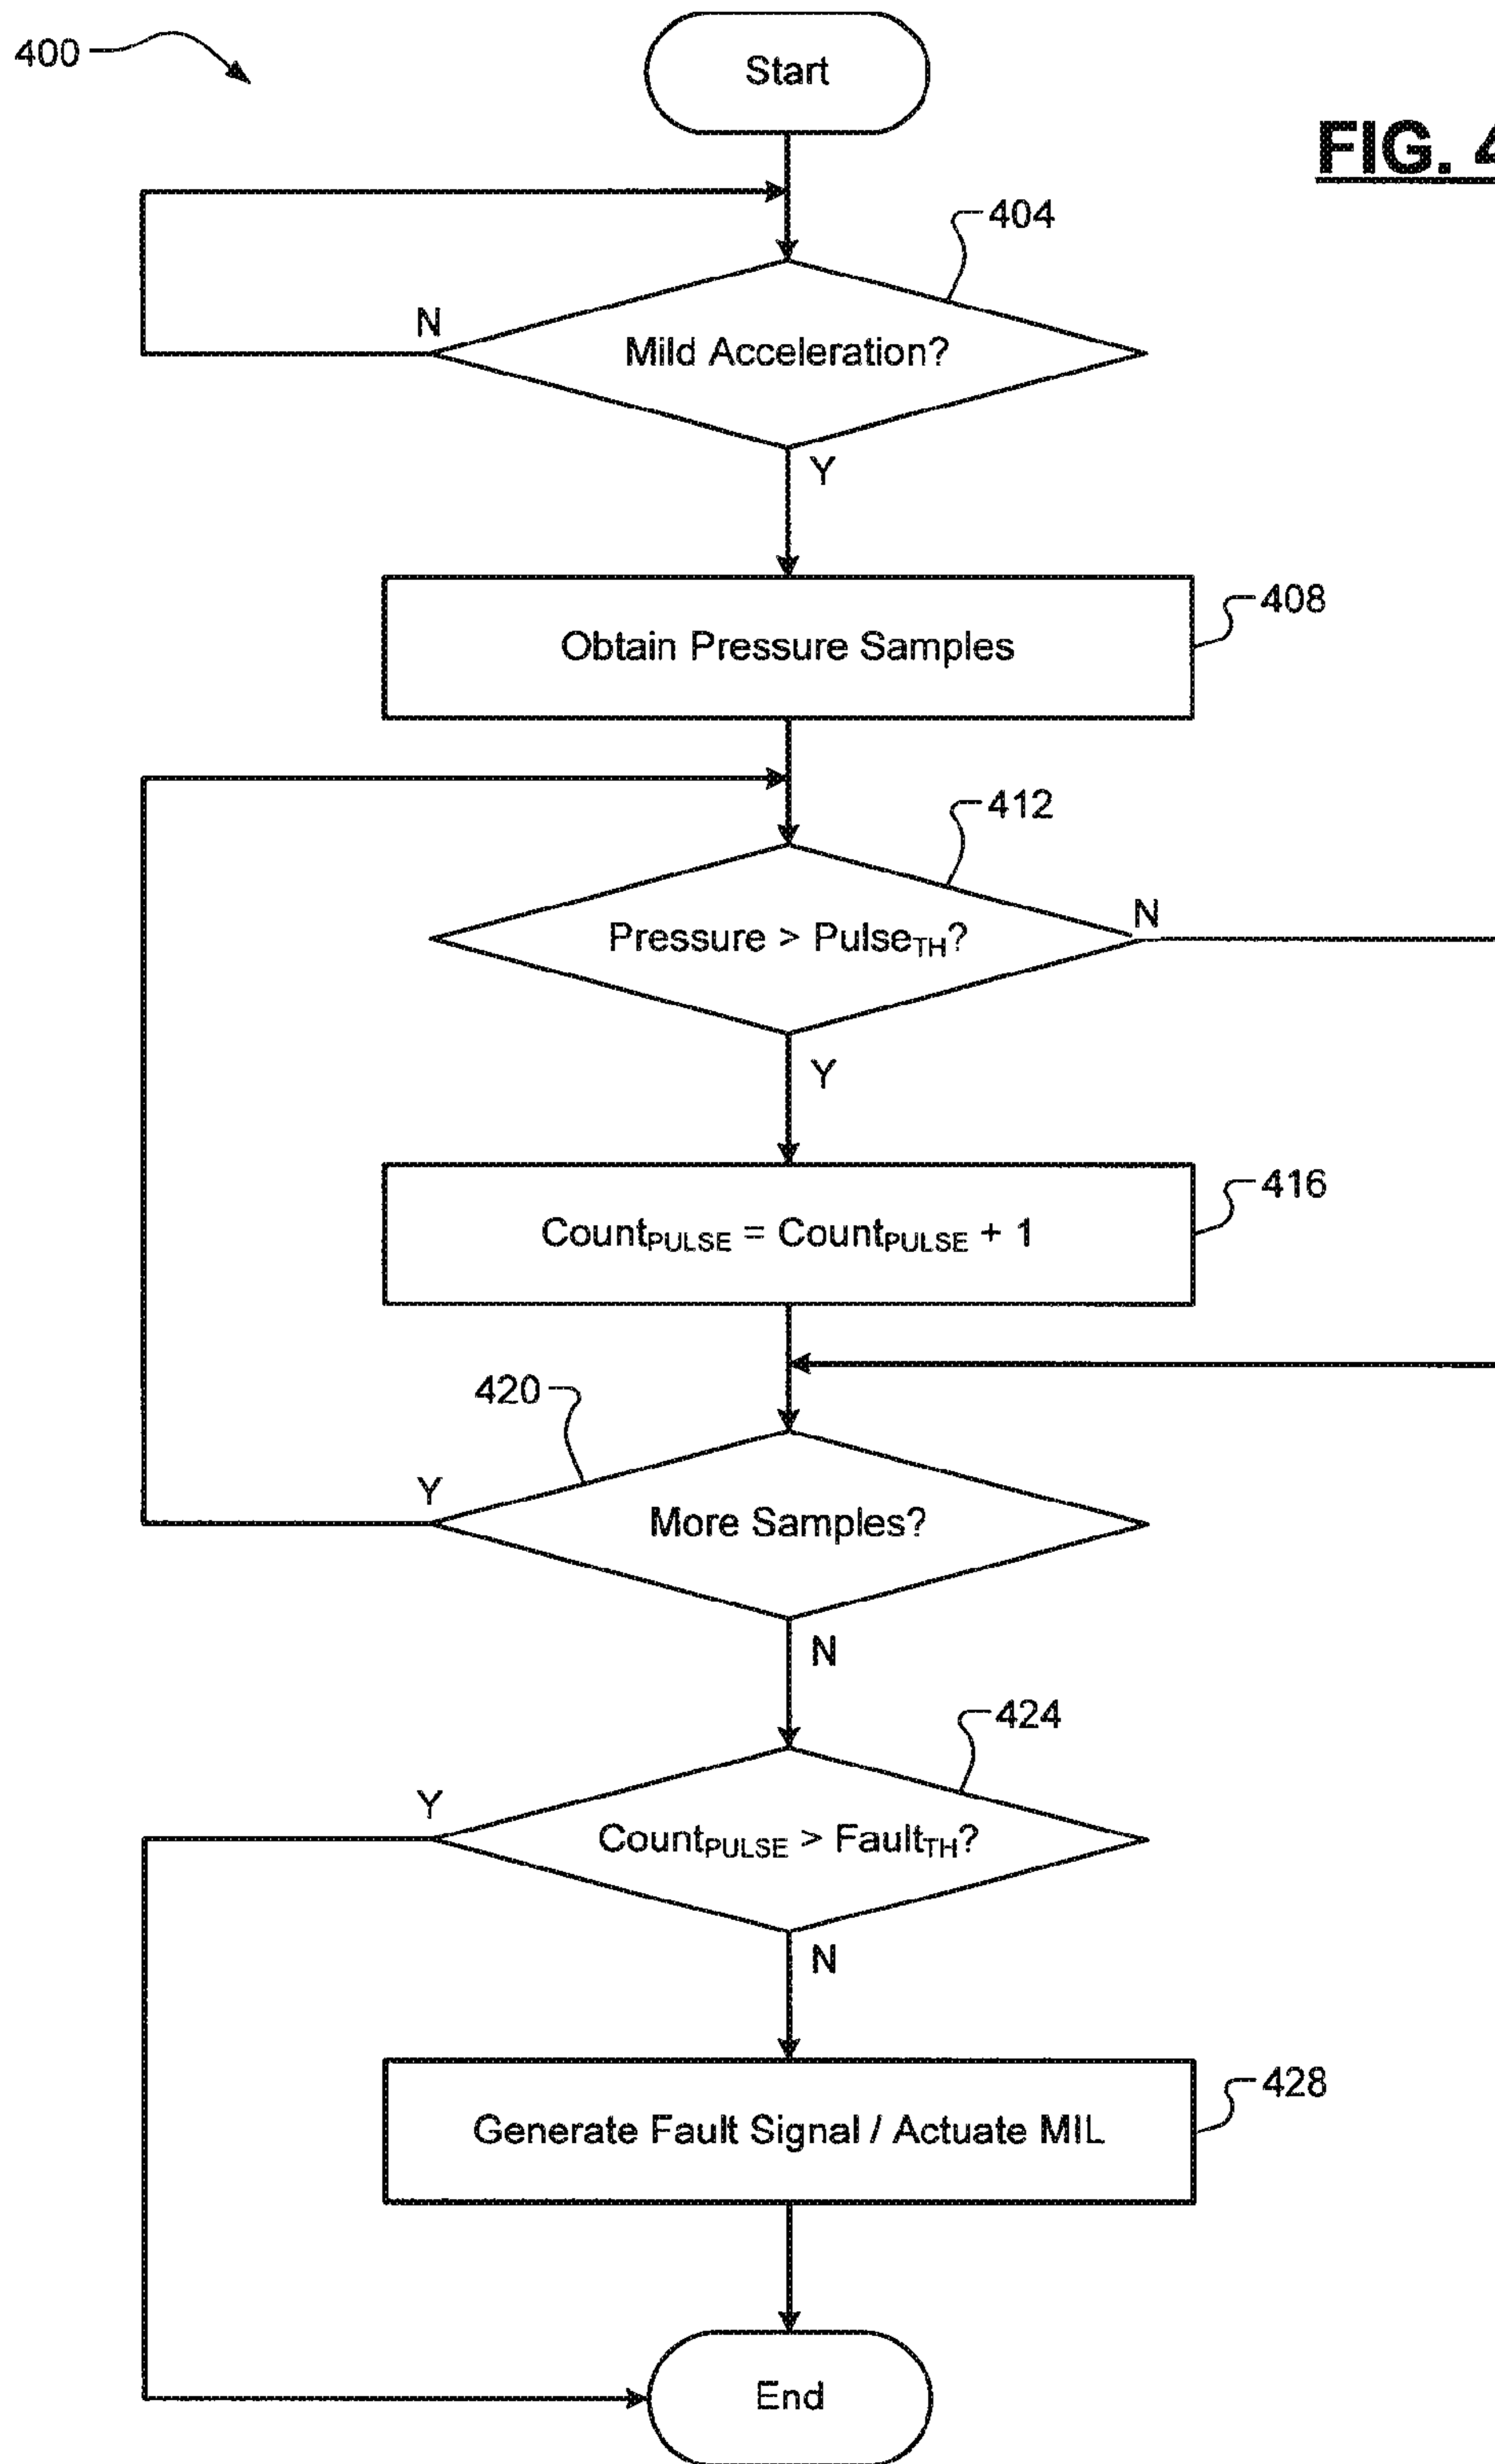 400
Start
FIG. 4
404
N
Mild Acceleration?
Y
408
Obtain Pressure Samples
412
N
Pressure > PulseTH?
Y
416
CountPULSE = CountPULSE + 1
420
Y
More Samples?
N
424
Y
CountPULSE > FaultTH?
N
428
Generate Fault Signal / Actuate MIL
End